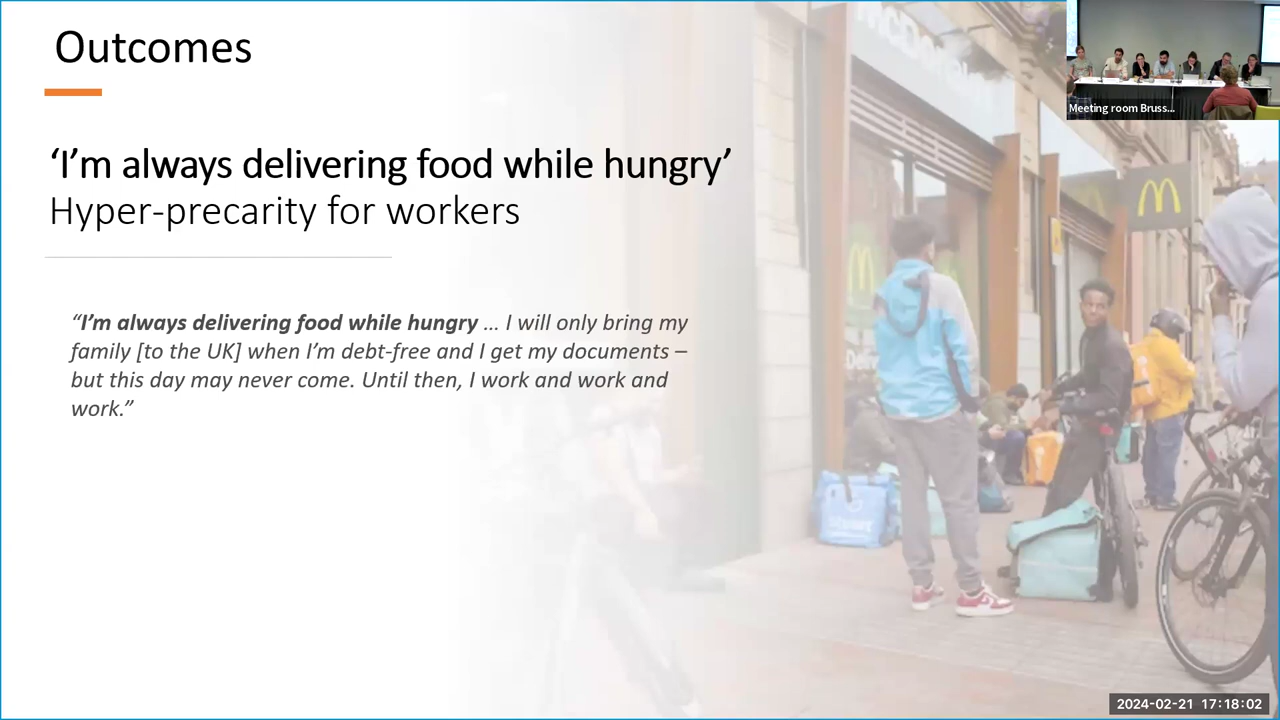 Outcomes
‘I’m always delivering food while hungry’
Hyper-precarity for workers
“I’m always delivering food while hungry … I will only bring my
family [to the UK] when I’m debt-free and I get my documents –
but this day may never come. Until then, I work and work and
work.”
Meeting room Bruss...
2024-02-21 17:18:02